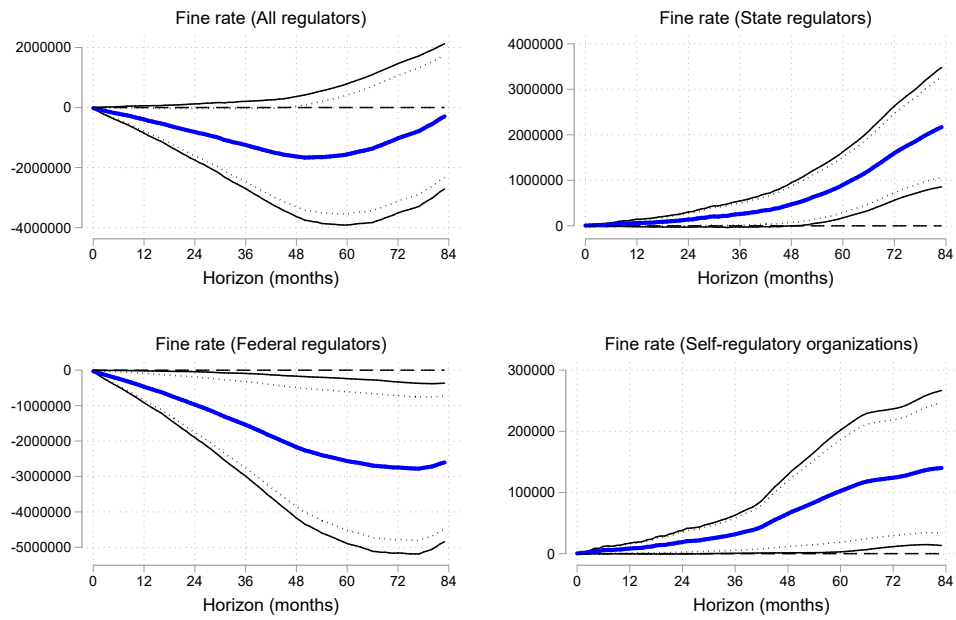 Fine rate (All regulators)
2000000
0
-2000000
-4000000
0 12 24 36 48 60 72 84
Horizon (months)
Fine rate (State regulators)
4000000
3000000
2000000
1000000
0
0 12 24 36 48 60 72 84
Horizon (months)
Fine rate (Federal regulators)
0
-1000000
-2000000
-3000000
-4000000
-5000000
0 12 24 36 48 60 72 84
Horizon (months)
Fine rate (Self-regulatory organizations)
300000
200000
100000
0
0 12 24 36 48 60 72 84
Horizon (months)